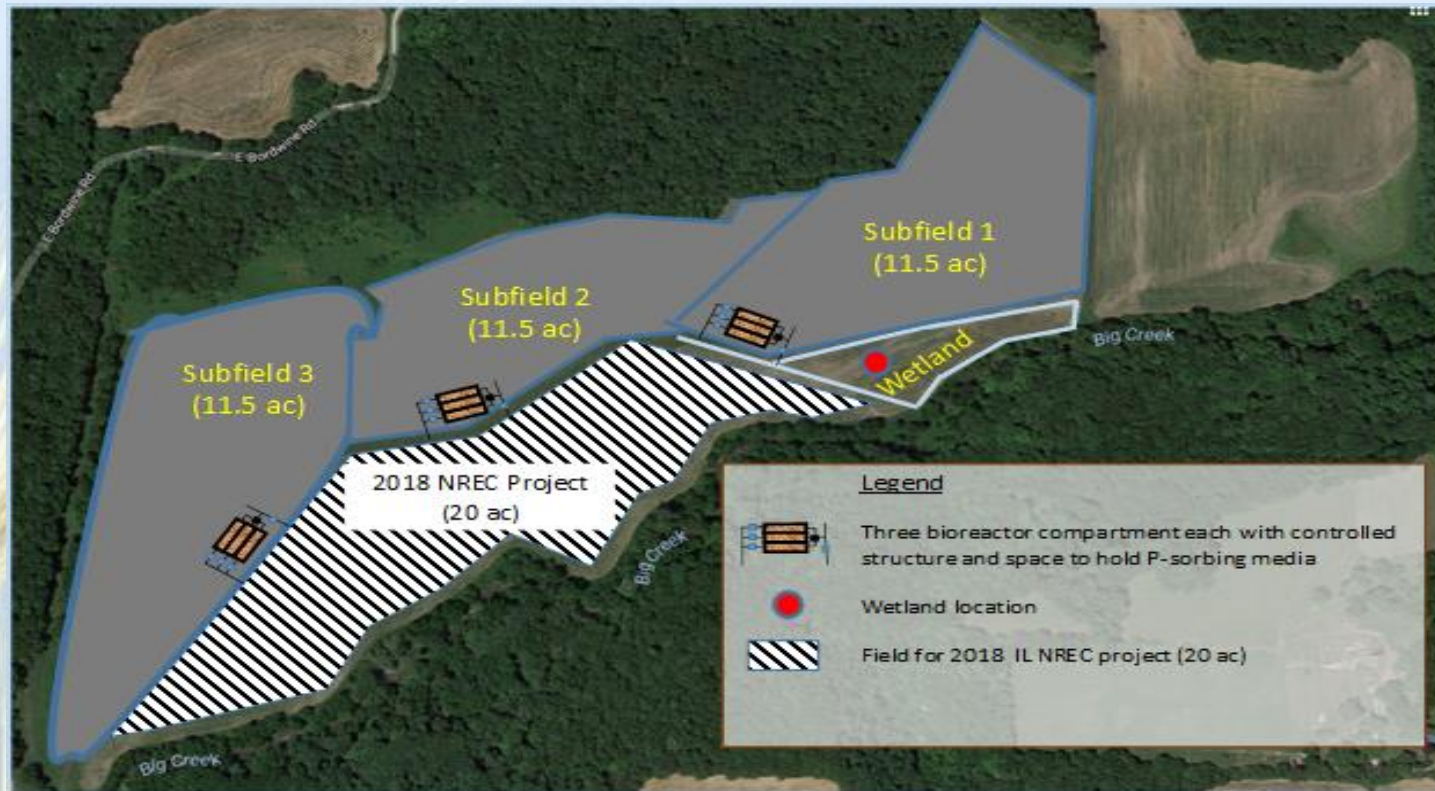 E Bordwine Rd
E Bordwine Rd
Subfield 1
(11.5 ac)
Subfield 2
(11.5 ac)
Big Creek
Wetland
Subfield 3
(11.5 ac)
2018 NREC Project
(20 ac)
Big Creek
Big Creek
Legend
Three bioreactor compartment each with controlled
structure and space to hold P-sorbing media
Wetland location
Field for 2018 IL NREC project (20 ac)